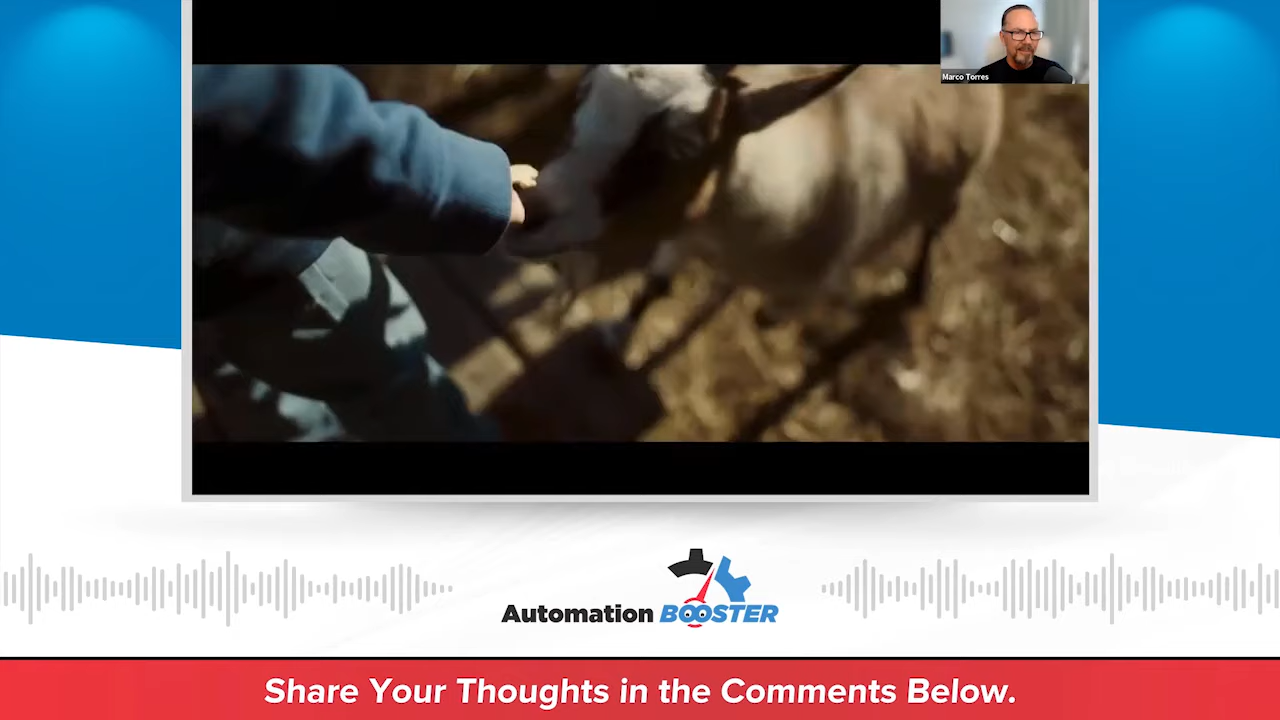 Marco Torres
Automation BOOSTER
Share Your Thoughts in the Comments Below.